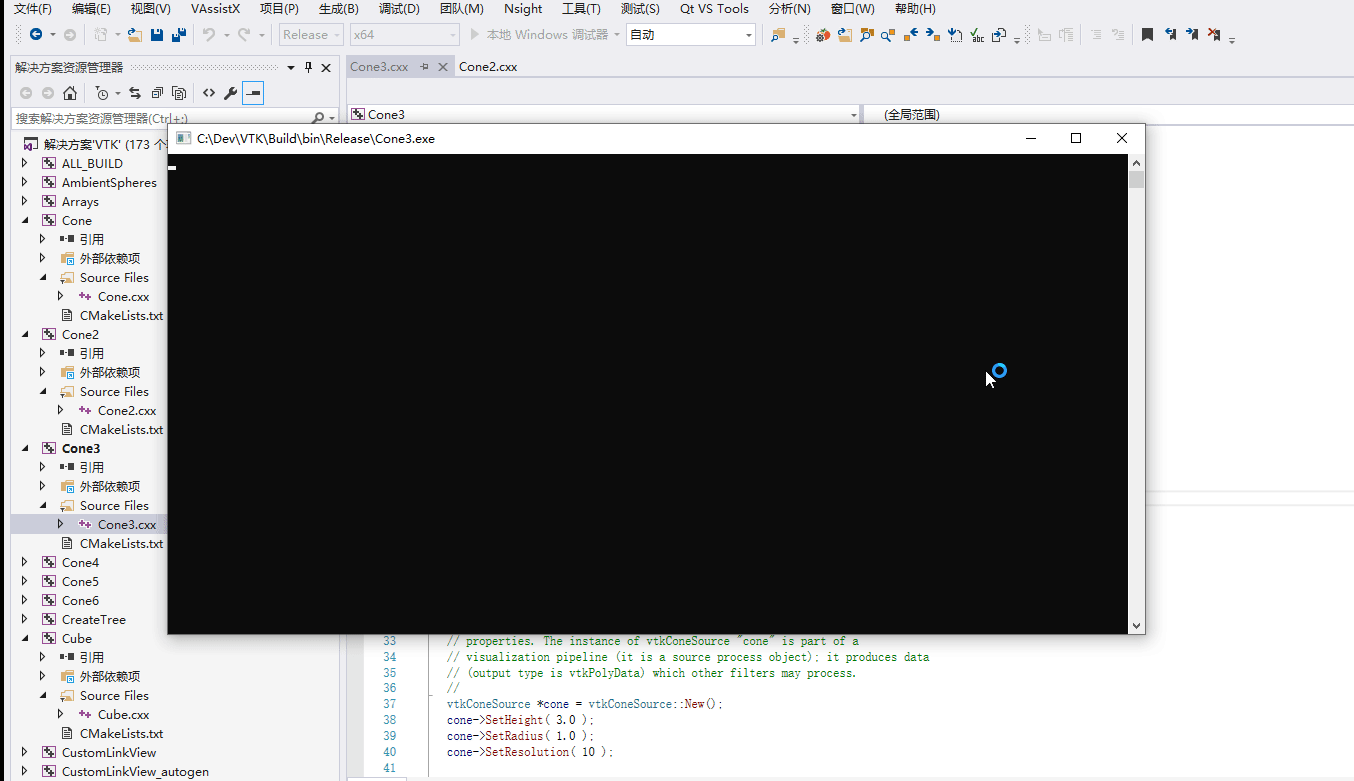 文件(F) 编辑(E) 视图(V) VAssistX 项目(P) 生成(B) 调试(D) 团队(M) Nsight 工具(T) 测试(S) Qt VS Tools 分析(N) 窗口(W) 帮助(H)
Release x64 本地 Windows 调试器 自动
解决方案资源管理器
Cone3.cxx Cone2.cxx
搜索解决方案资源管理器(Ctrl+;)
Cone3 (全局范围)
C:\Dev\VTK\Build\bin\Release\Cone3.exe
解决方案'VTK' (173 个
ALL_BUILD
AmbientSpheres
Arrays
Cone
引用
外部依赖项
Source Files
Cone.cxx
CMakeLists.txt
Cone2
引用
外部依赖项
Source Files
Cone2.cxx
CMakeLists.txt
Cone3
引用
外部依赖项
Source Files
Cone3.cxx
CMakeLists.txt
Cone4
Cone5
Cone6
CreateTree
Cube
引用
外部依赖项
Source Files
Cube.cxx
CMakeLists.txt
CustomLinkView
CustomLinkView_autogen
33 // properties. The instance of vtkConeSource "cone" is part of a
34 // visualization pipeline (it is a source process object); it produces data
35 // (output type is vtkPolyData) which other filters may process.
36 //
37 vtkConeSource *cone = vtkConeSource::New();
38 cone->SetHeight( 3.0 );
39 cone->SetRadius( 1.0 );
40 cone->SetResolution( 10 );
41